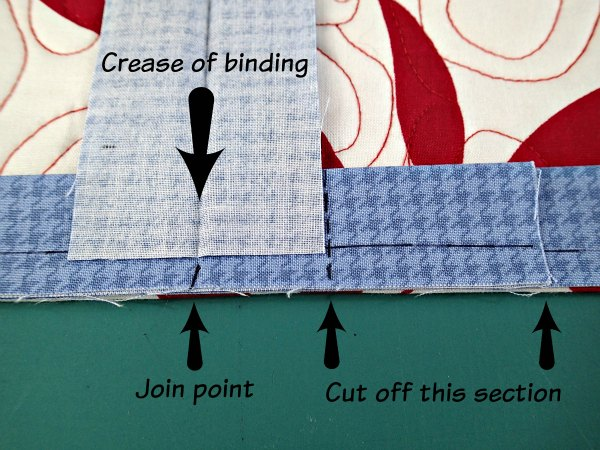 Crease of binding
Join point
Cut off this section